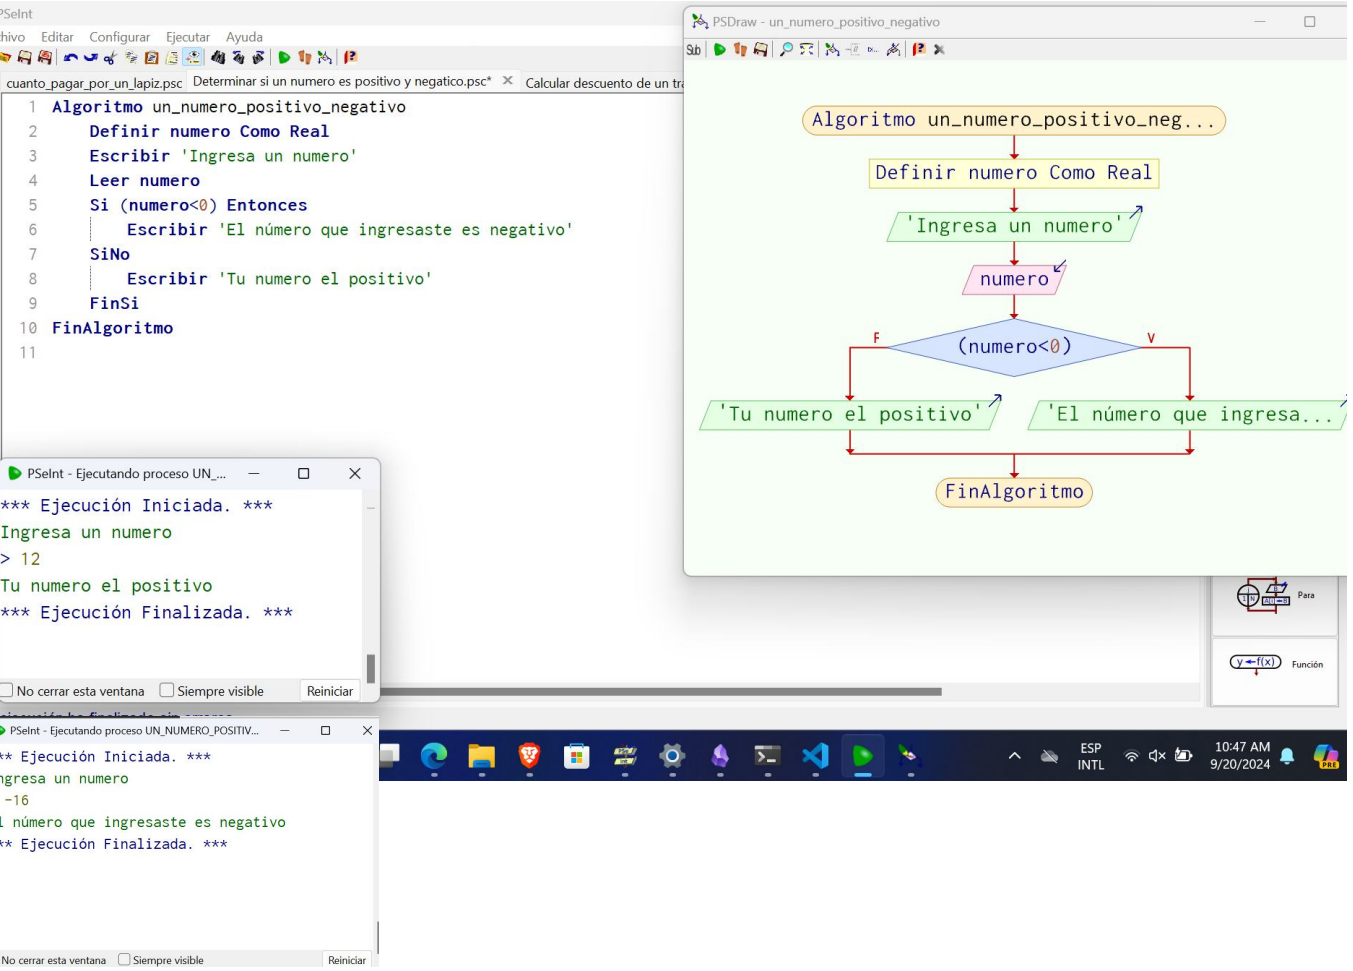 PSeInt
Editar Configurar Ejecutar Ayuda
cuanto_pagar_por_un_lapiz.psc Determinar si un numero es positivo y negatico.psc* Calcular descuento de un tra
1 Algoritmo un_numero_positivo_negativo
2 Definir numero Como Real
3 Escribir 'Ingresa un numero'
4 Leer numero
5 Si (numero<0) Entonces
6 Escribir 'El número que ingresaste es negativo'
7 SiNo
8 Escribir 'Tu numero el positivo'
9 FinSi
10 FinAlgoritmo
11
PSDraw - un_numero_positivo_negativo
Sub
Algoritmo un_numero_positivo_neg...
Definir numero Como Real
'Ingresa un numero'
numero
F (numero<0) V
'Tu numero el positivo' 'El número que ingresa...
FinAlgoritmo
Para
y←f(x) Función
PSeInt - Ejecutando proceso UN_...
*** Ejecución Iniciada. ***
Ingresa un numero
> 12
Tu numero el positivo
*** Ejecución Finalizada. ***
No cerrar esta ventana Siempre visible Reiniciar
PSeInt - Ejecutando proceso UN_NUMERO_POSITIV...
** Ejecución Iniciada. ***
ngresa un numero
-16
l número que ingresaste es negativo
** Ejecución Finalizada. ***
No cerrar esta ventana Siempre visible Reiniciar
ESP
INTL
10:47 AM
9/20/2024
PRE